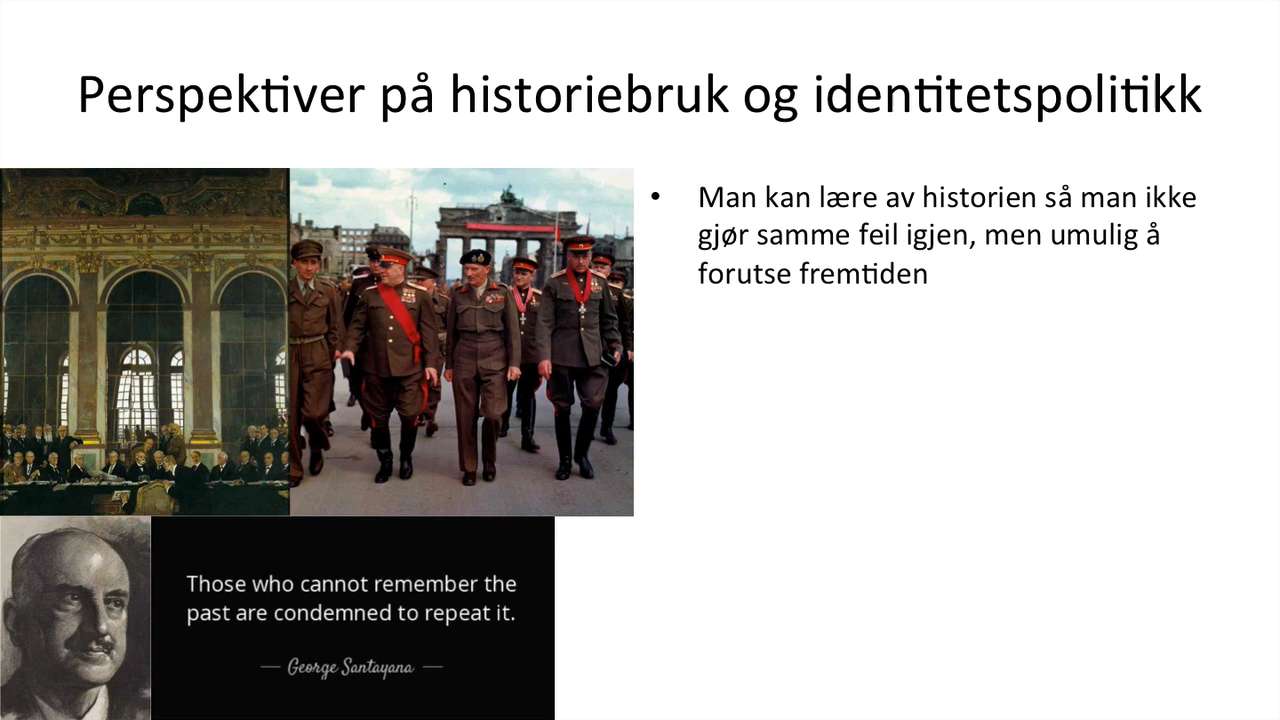 Perspektiver på historiebruk og identitetspolitikk
• Man kan lære av historien så man ikke
gjør samme feil igjen, men umulig å
forutse fremtiden
Those who cannot remember the
past are condemned to repeat it.
— George Santayana —